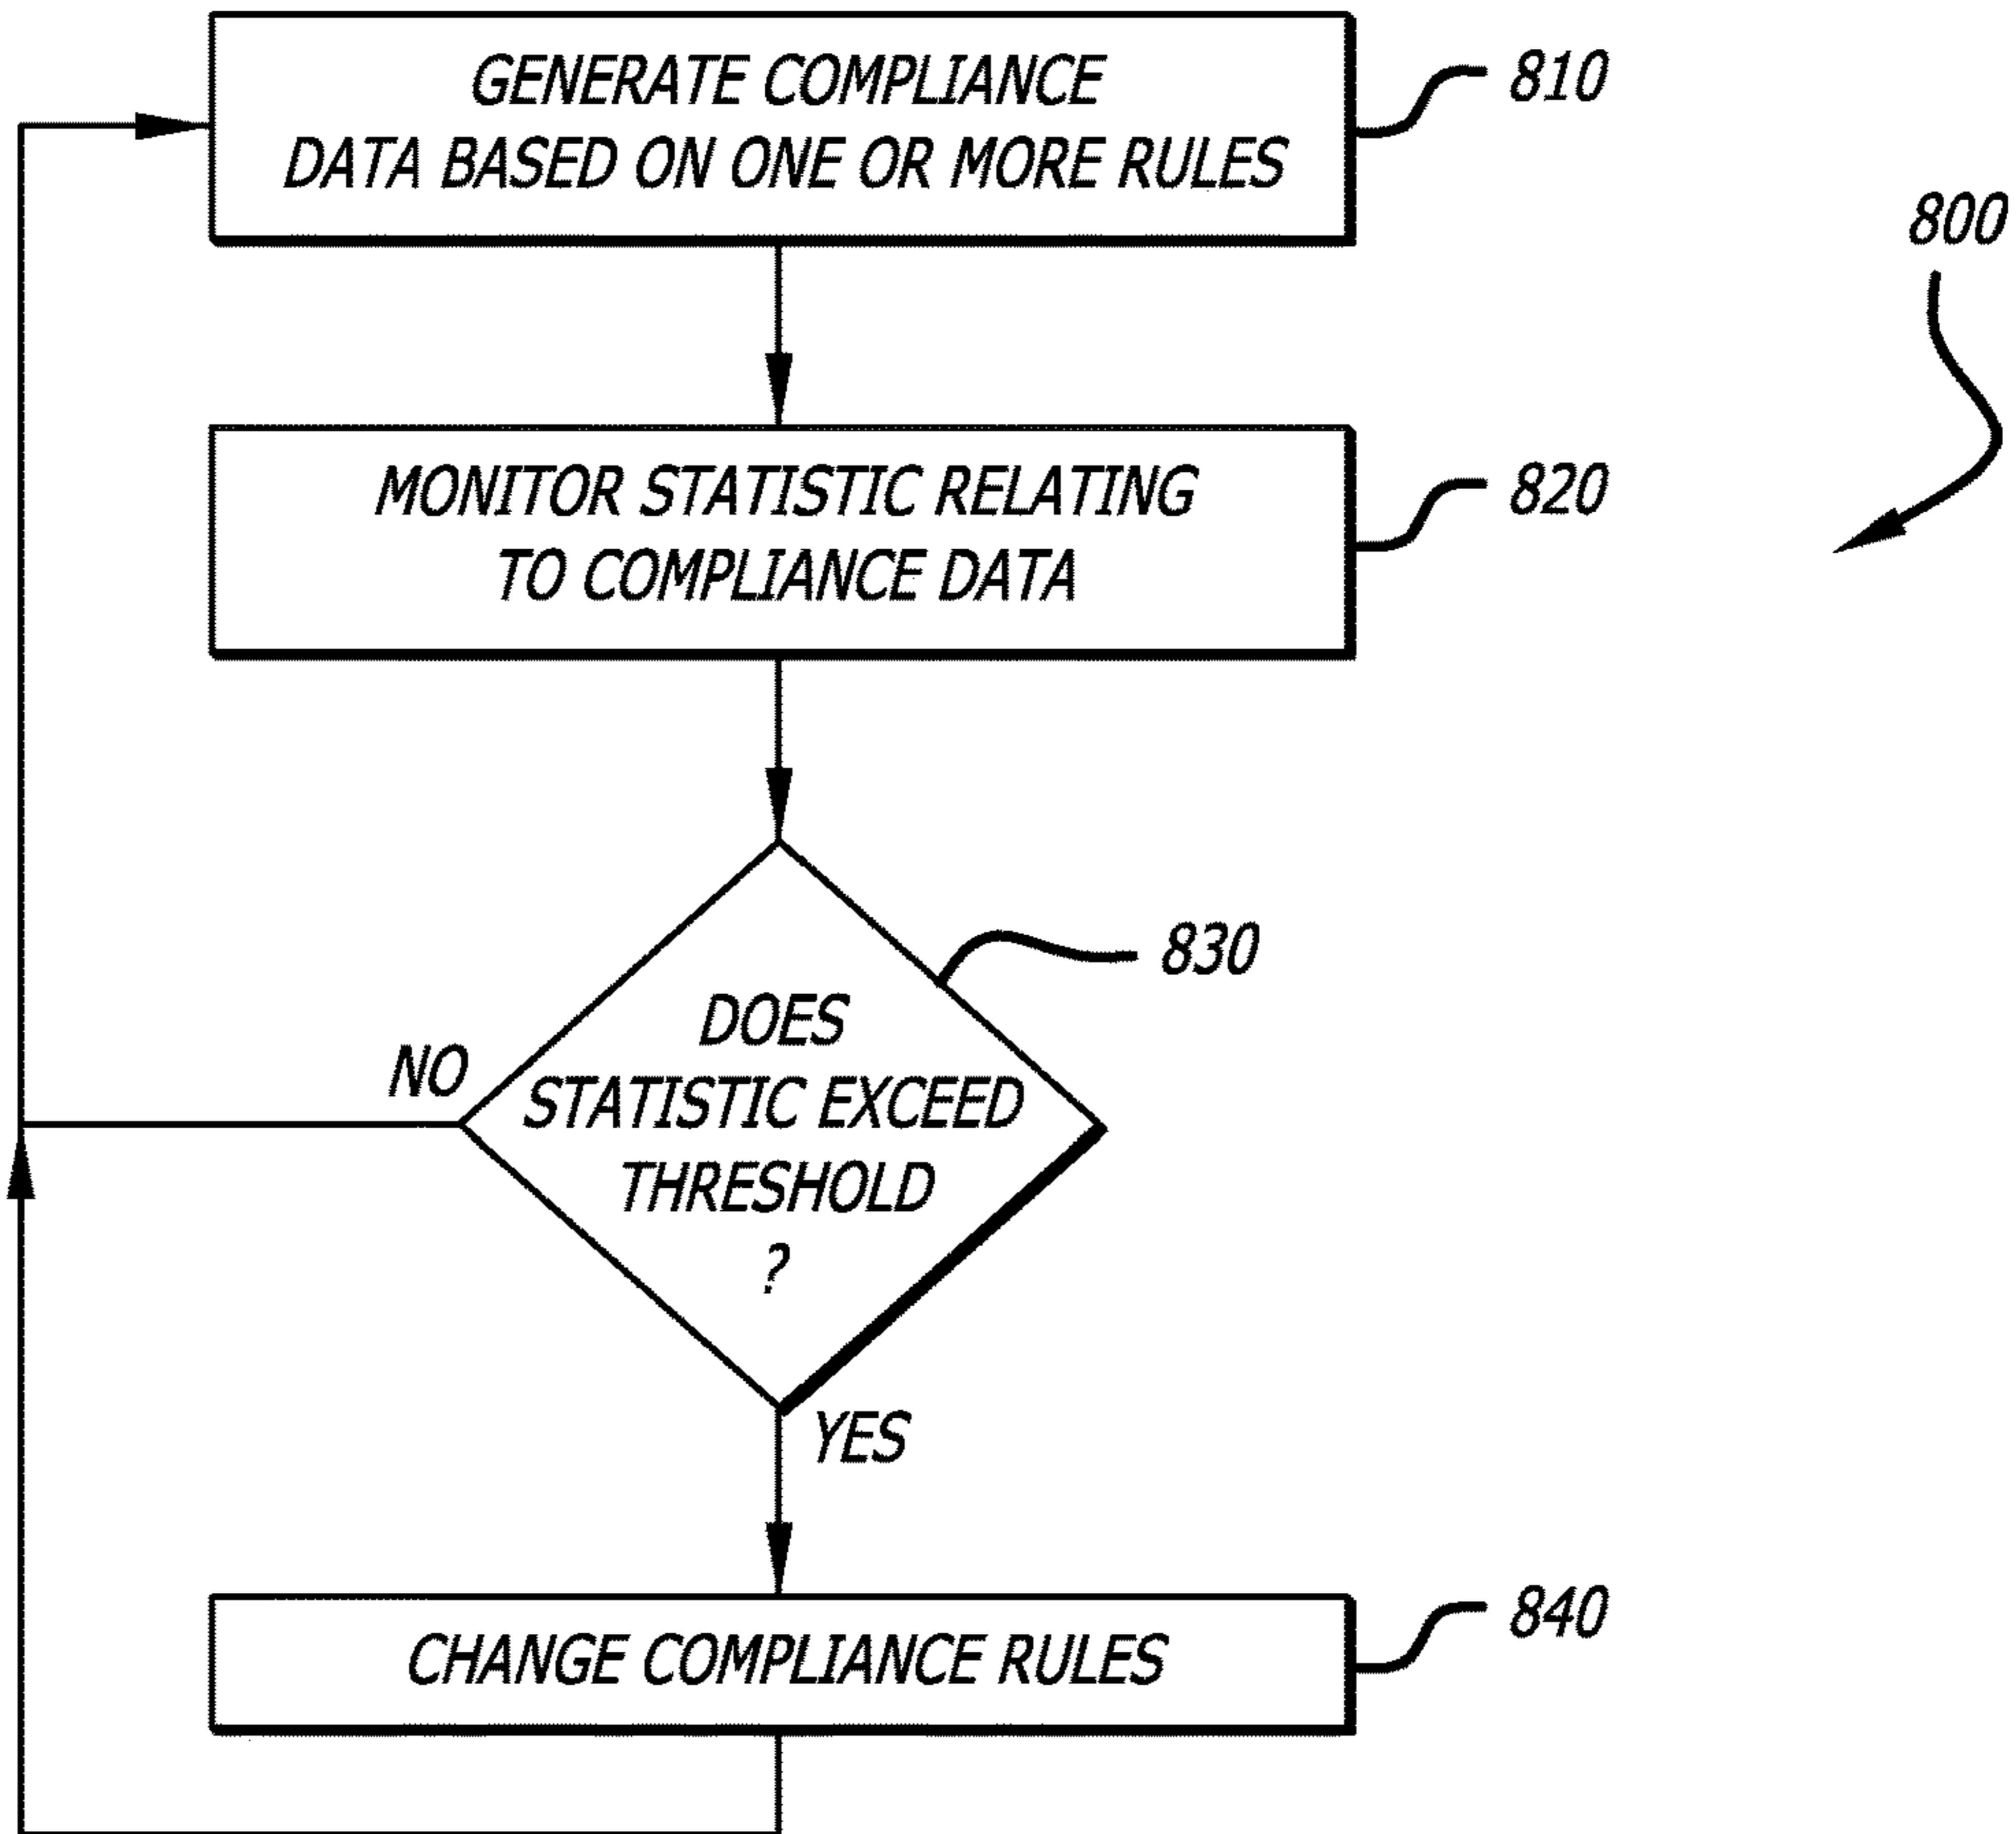 GENERATE COMPLIANCE
DATA BASED ON ONE OR MORE RULES
810
800
MONITOR STATISTIC RELATING
TO COMPLIANCE DATA
820
830
DOES
STATISTIC EXCEED
THRESHOLD
?
NO
YES
CHANGE COMPLIANCE RULES
840